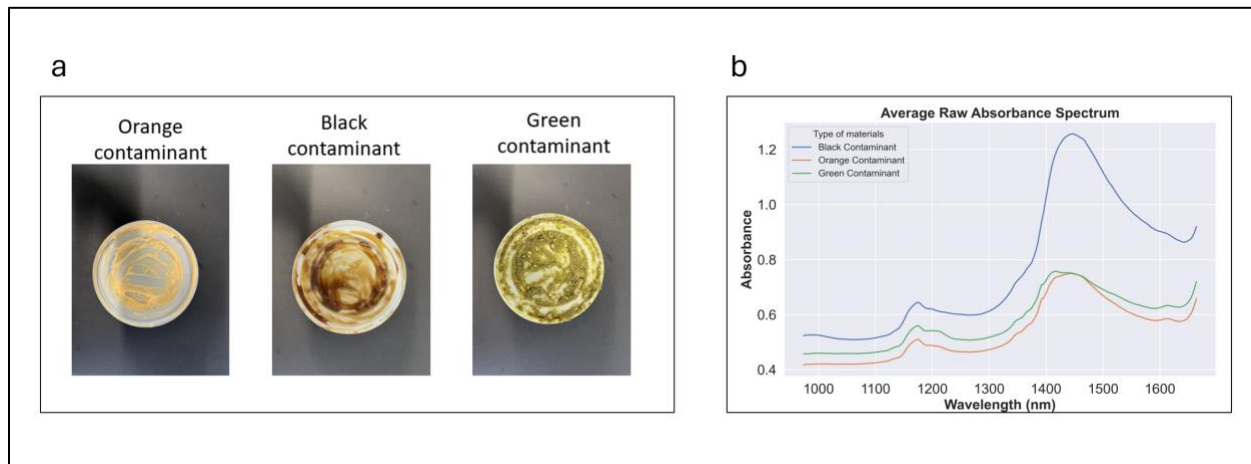 a
b
Orange
contaminant
Black
contaminant
Green
contaminant
Average Raw Absorbance Spectrum
Type of materials
Black Contaminant
Orange Contaminant
Green Contaminant
Absorbance
1.2
1.0
0.8
0.6
0.4
1000 1100 1200 1300 1400 1500 1600
Wavelength (nm)